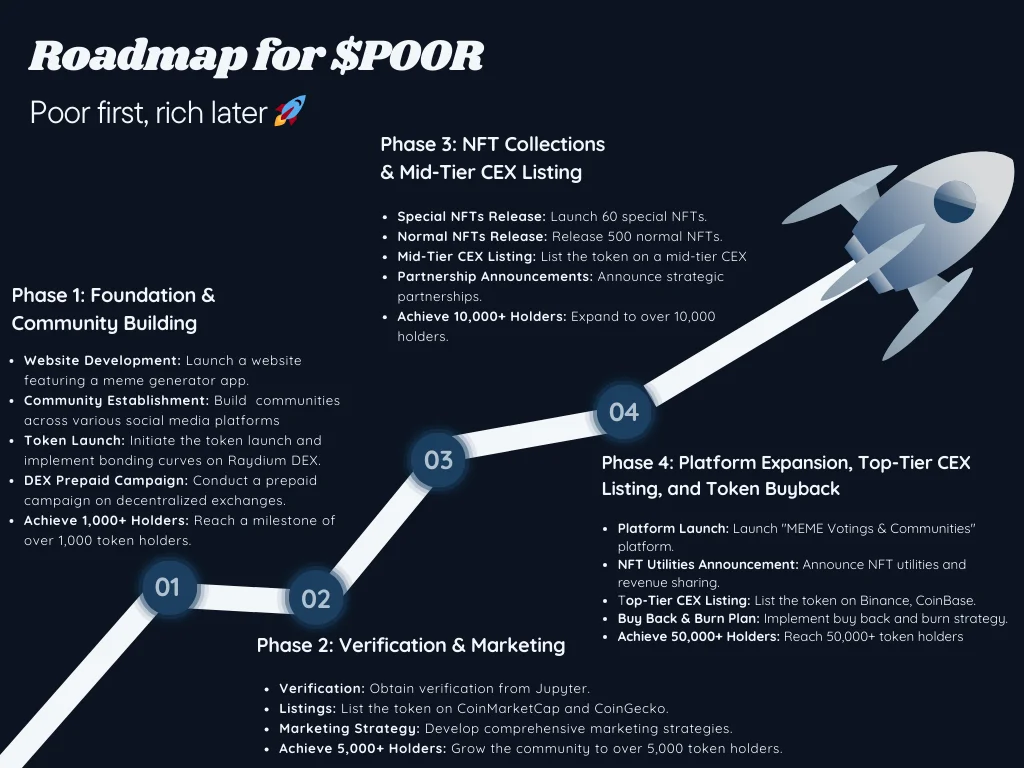 Roadmap for $POOR
Poor first, rich later 🚀
Phase 1: Foundation &
Community Building
• Website Development: Launch a website
featuring a meme generator app.
• Community Establishment: Build  communities
across various social media platforms
• Token Launch: Initiate the token launch and
implement bonding curves on Raydium DEX.
• DEX Prepaid Campaign: Conduct a prepaid
campaign on decentralized exchanges.
• Achieve 1,000+ Holders: Reach a milestone of
over 1,000 token holders.
01
02
Phase 2: Verification & Marketing
• Verification: Obtain verification from Jupyter.
• Listings: List the token on CoinMarketCap and CoinGecko.
• Marketing Strategy: Develop comprehensive marketing strategies.
• Achieve 5,000+ Holders: Grow the community to over 5,000 token holders.
Phase 3: NFT Collections
& Mid-Tier CEX Listing
• Special NFTs Release: Launch 60 special NFTs.
• Normal NFTs Release: Release 500 normal NFTs.
• Mid-Tier CEX Listing: List the token on a mid-tier CEX
• Partnership Announcements: Announce strategic
partnerships.
• Achieve 10,000+ Holders: Expand to over 10,000
holders.
03
04
Phase 4: Platform Expansion, Top-Tier CEX
Listing, and Token Buyback
• Platform Launch: Launch "MEME Votings & Communities"
platform.
• NFT Utilities Announcement: Announce NFT utilities and
revenue sharing.
• Top-Tier CEX Listing: List the token on Binance, CoinBase.
• Buy Back & Burn Plan: Implement buy back and burn strategy.
• Achieve 50,000+ Holders: Reach 50,000+ token holders